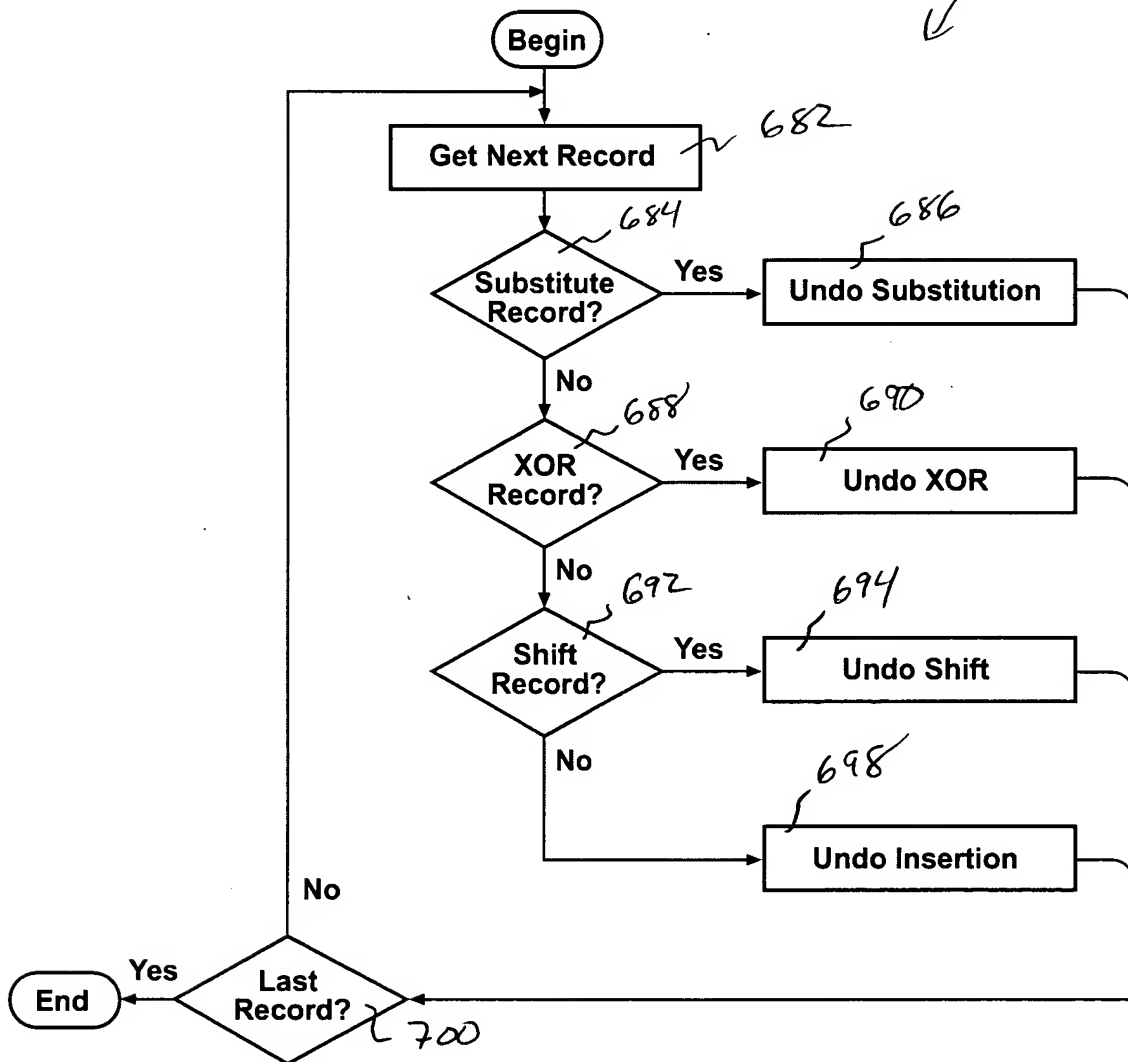 Begin
Get Next Record
682
684
Substitute
Record?
Yes
686
Undo Substitution
No
688
XOR
Record?
Yes
690
Undo XOR
No
692
Shift
Record?
Yes
694
Undo Shift
No
698
Undo Insertion
No
Yes
End
Last
Record?
700